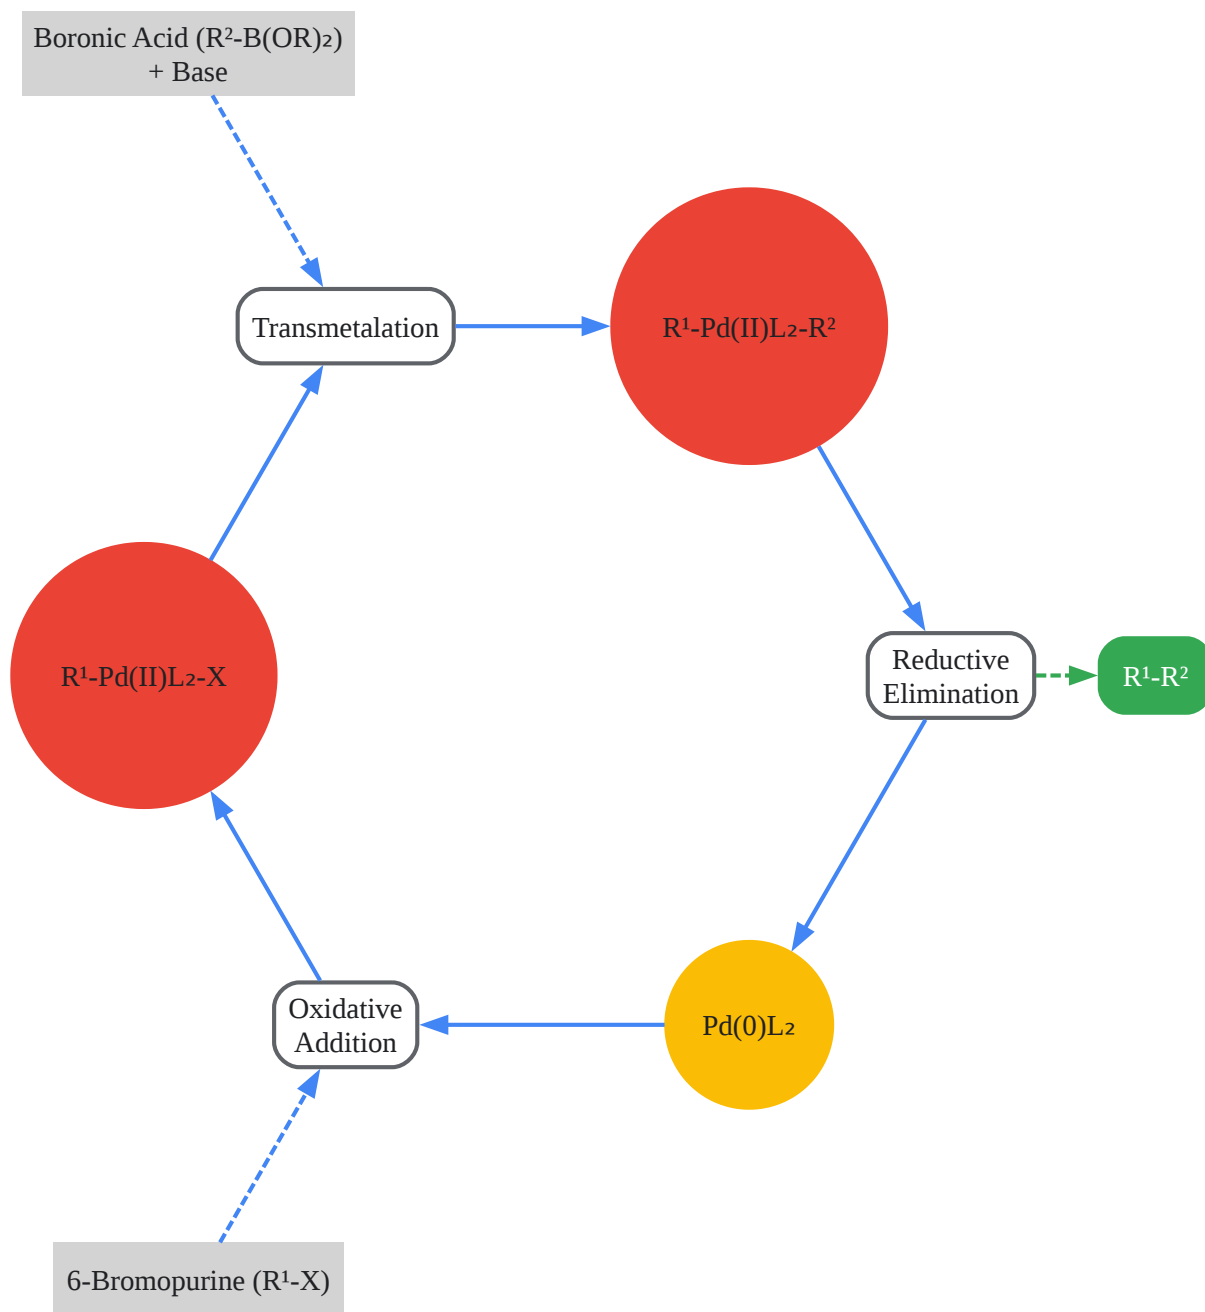 Boronic Acid (R²-B(OR)₂)
+ Base
Transmetalation
R¹-Pd(II)L₂-R²
R¹-Pd(II)L₂-X
Reductive
Elimination
R¹-R²
Oxidative
Addition
Pd(0)L₂
6-Bromopurine (R¹-X)